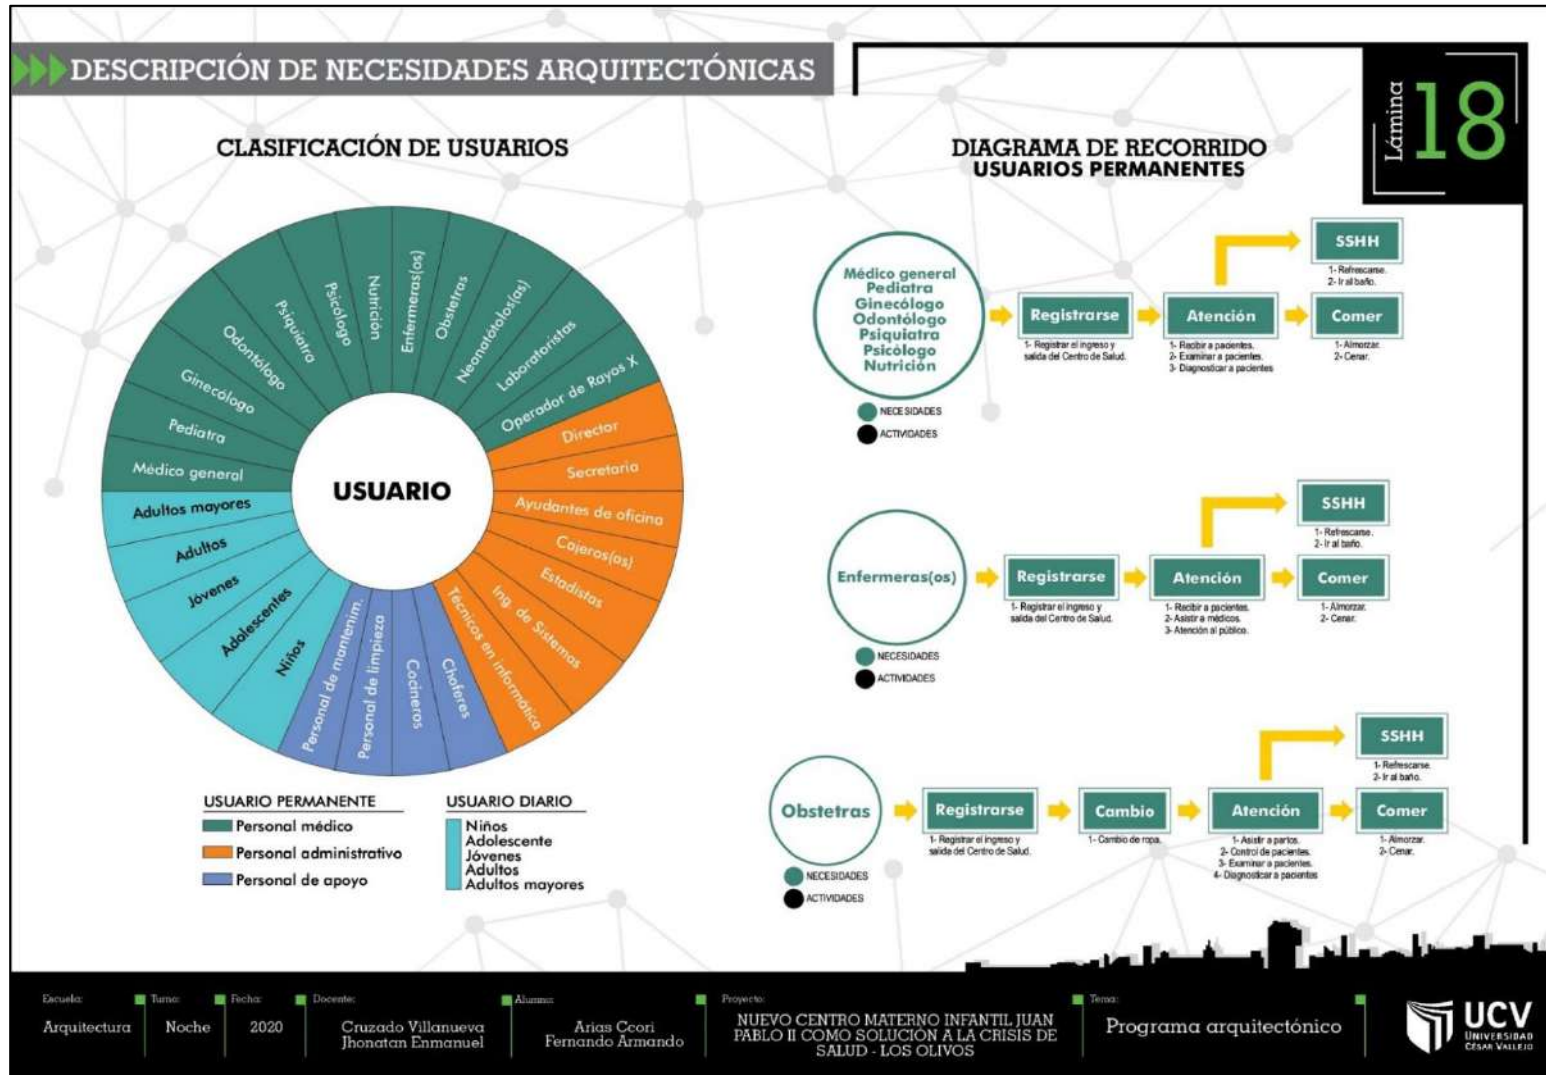 DESCRIPCIÓN DE NECESIDADES ARQUITECTÓNICAS
Lámina
18
CLASIFICACIÓN DE USUARIOS
USUARIO
Médico general
Pediatra
Ginecólogo
Odontólogo
Psiquiatra
Psicólogo
Nutrición
Enfermeras(os)
Obstetras
Neonatótolos(as)
Laboratoristas
Operador de Rayos X
Director
Secretaria
Ayudantes de oficina
Cajeros(as)
Estadistas
Ing. de Sistemas
Técnicos en informática
Choferes
Cocineros
Personal de limpieza
Personal de mantenim.
Niños
Adolescentes
Jóvenes
Adultos
Adultos mayores
USUARIO PERMANENTE
Personal médico
Personal administrativo
Personal de apoyo
USUARIO DIARIO
Niños
Adolescente
Jóvenes
Adultos
Adultos mayores
DIAGRAMA DE RECORRIDO
USUARIOS PERMANENTES
Médico general
Pediatra
Ginecólogo
Odontólogo
Psiquiatra
Psicólogo
Nutrición
NECESIDADES
ACTIVIDADES
Registrarse
1- Registrar el ingreso y
salida del Centro de Salud.
Atención
1- Recibir a pacientes.
2- Examinar a pacientes.
3- Diagnosticar a pacientes
SSHH
1- Refrescarse.
2- Ir al baño.
Comer
1- Almorzar.
2- Cenar.
Enfermeras(os)
NECESIDADES
ACTIVIDADES
Registrarse
1- Registrar el ingreso y
salida del Centro de Salud.
Atención
1- Recibir a pacientes.
2- Asistir a médicos.
3- Atención al público.
SSHH
1- Refrescarse.
2- Ir al baño.
Comer
1- Almorzar.
2- Cenar.
Obstetras
NECESIDADES
ACTIVIDADES
Registrarse
1- Registrar el ingreso y
salida del Centro de Salud.
Cambio
1- Cambio de ropa.
Atención
1- Asistir a partos.
2- Control de pacientes.
3- Examinar a pacientes.
4- Diagnosticar a pacientes
SSHH
1- Refrescarse.
2- Ir al baño.
Comer
1- Almorzar.
2- Cenar.
Escuela:
Arquitectura
Turno:
Noche
Fecha:
2020
Docente:
Cruzado Villanueva
Jhonatan Enmanuel
Alumno:
Arias Ccori
Fernando Armando
Proyecto:
NUEVO CENTRO MATERNO INFANTIL JUAN
PABLO II COMO SOLUCIÓN A LA CRISIS DE
SALUD - LOS OLIVOS
Tema:
Programa arquitectónico
UCV
UNIVERSIDAD
CÉSAR VALLEJO